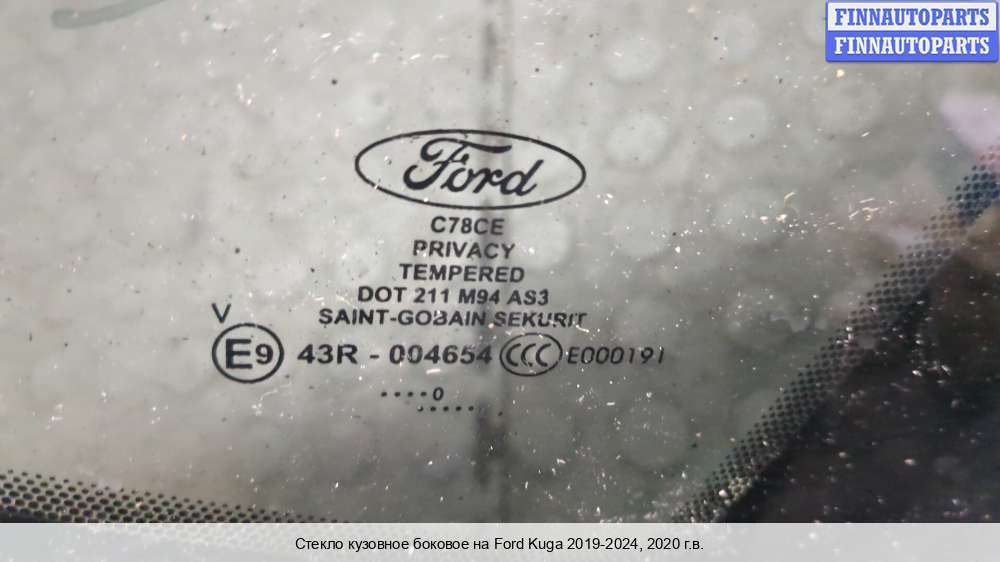 FINNAUTOPARTS
FINNAUTOPARTS
Ford
C78CE
PRIVACY
TEMPERED
DOT 211 M94 AS3
SAINT-GOBAIN SEKURIT
V
E9 43R - 004654 CCC E000191
....0
.....
Стекло кузовное боковое на Ford Kuga 2019-2024, 2020 г.в.